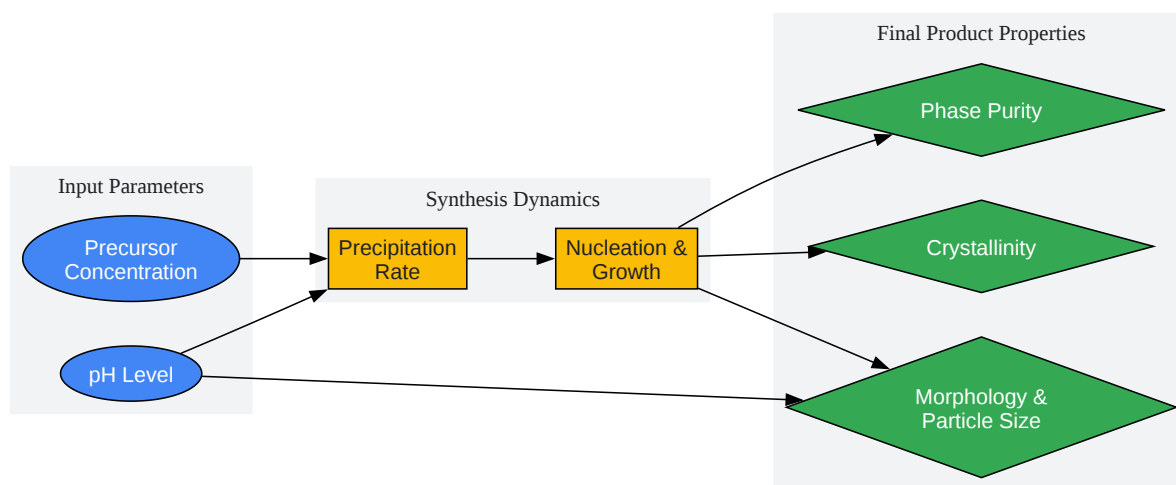 Input Parameters
Precursor
Concentration
pH Level
Synthesis Dynamics
Precipitation
Rate
Nucleation &
Growth
Final Product Properties
Phase Purity
Crystallinity
Morphology &
Particle Size